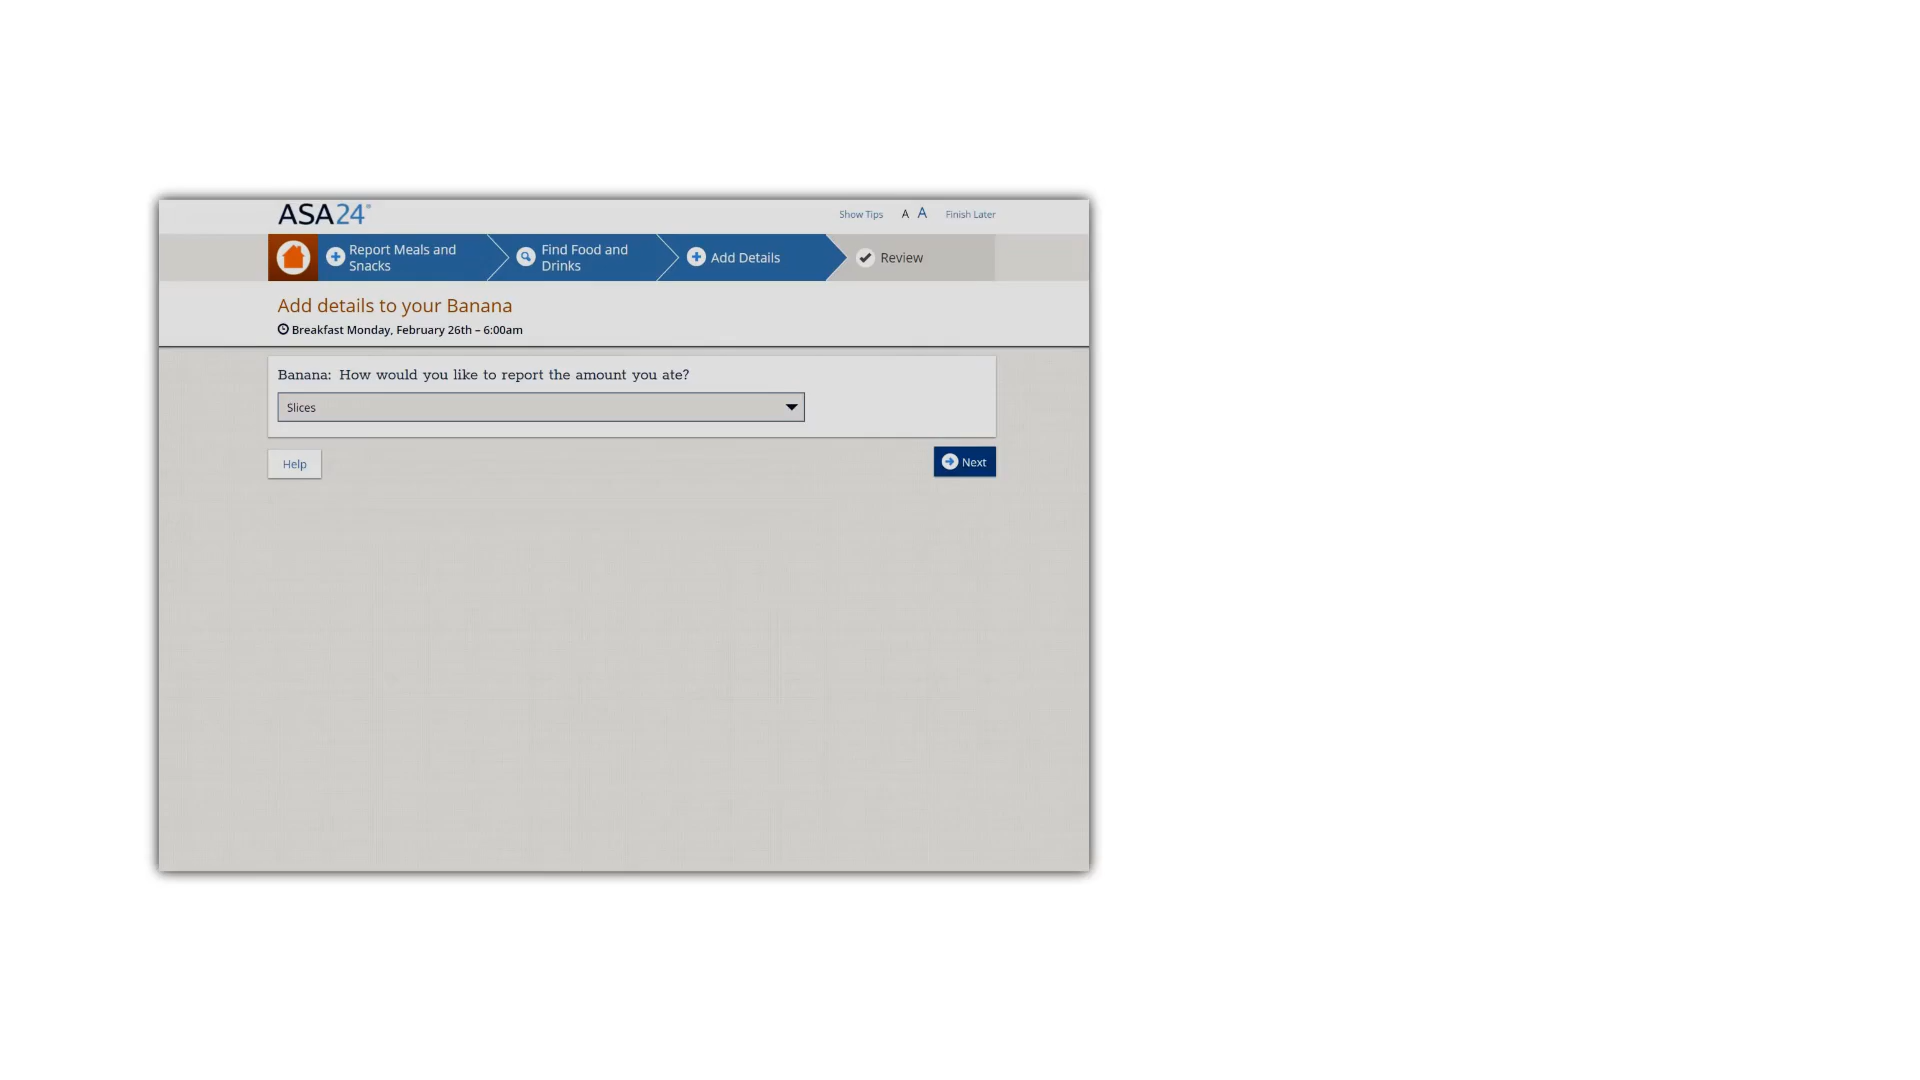 ASA24®
Show Tips A A Finish Later
Report Meals and
Snacks
Find Food and
Drinks
Add Details
Review
Add details to your Banana
Breakfast Monday, February 26th – 6:00am
Banana: How would you like to report the amount you ate?
Slices
Help
Next